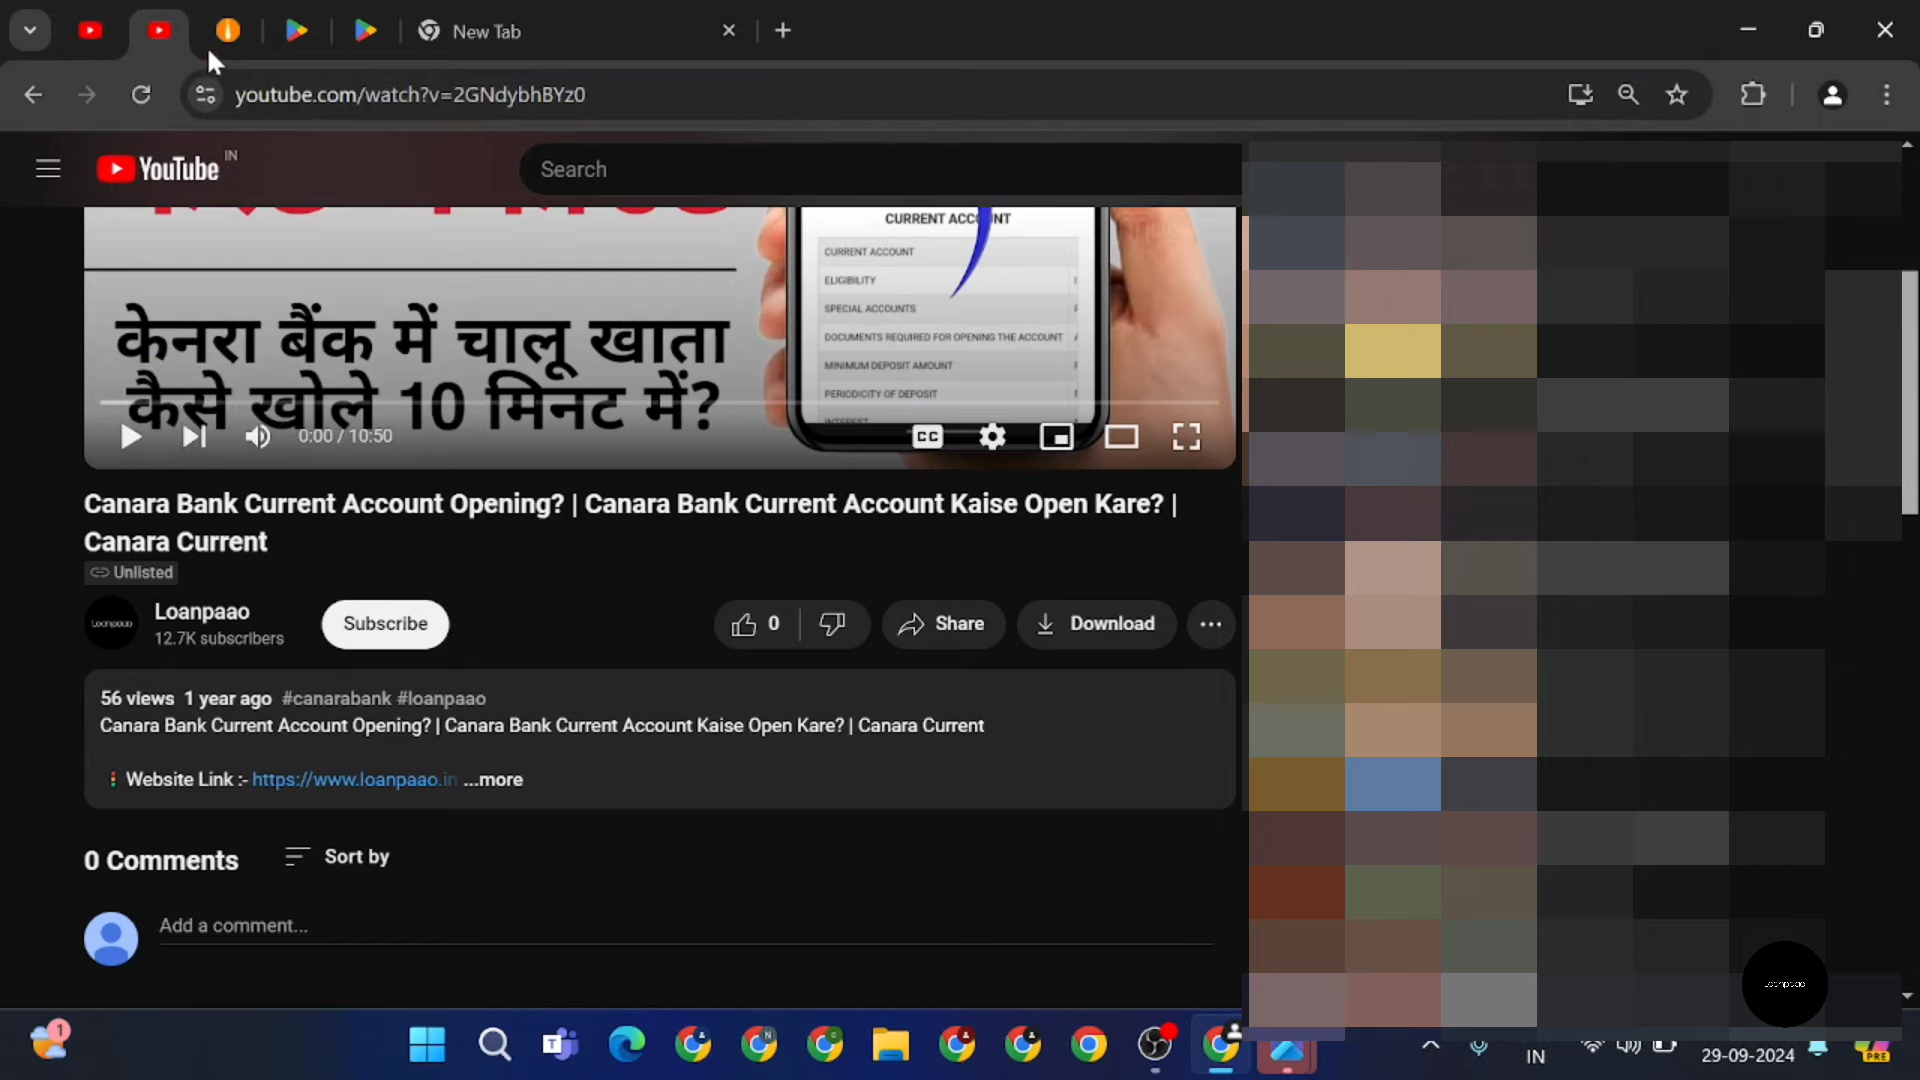 New Tab
youtube.com/watch?v=2GNdybhBYz0
YouTube IN
Search
CURRENT ACCOUNT
CURRENT ACCOUNT
ELIGIBILITY
SPECIAL ACCOUNTS
DOCUMENTS REQUIRED FOR OPENING THE ACCOUNT
MINIMUM DEPOSIT AMOUNT
PERIODICITY OF DEPOSIT
केनरा बैंक में चालू खाता
कैसे खोले 10 मिनट में?
0:00 / 10:50
CC
Canara Bank Current Account Opening? | Canara Bank Current Account Kaise Open Kare? |
Canara Current
Unlisted
Loanpaao
Loanpaao
12.7K subscribers
Subscribe
0
Share
Download
56 views 1 year ago #canarabank #loanpaao
Canara Bank Current Account Opening? | Canara Bank Current Account Kaise Open Kare? | Canara Current
Website Link :- https://www.loanpaao.in ...more
0 Comments
Sort by
Add a comment...
Loanpaao
1
IN
29-09-2024
PRE